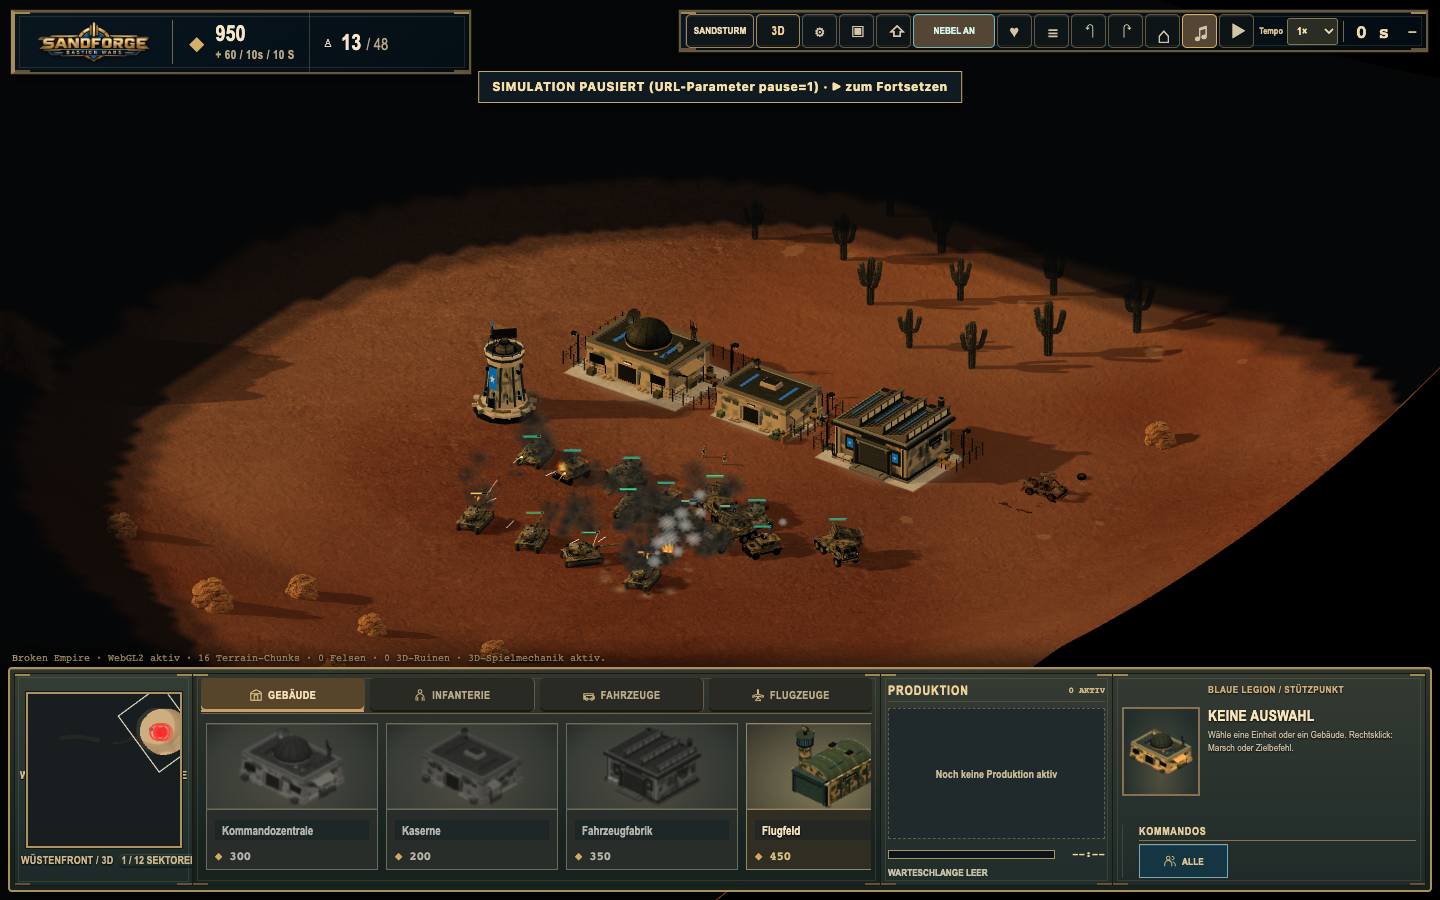 SANDFORGE
BASTION WARS
950
+ 60 / 10s / 10 S
13 / 48
SANDSTURM
3D
NEBEL AN
Tempo
1×
0 s –
SIMULATION PAUSIERT (URL-Parameter pause=1) · ▶ zum Fortsetzen
Broken Empire · WebGL2 aktiv · 16 Terrain-Chunks · 0 Felsen · 0 3D-Ruinen · 3D-Spielmechanik aktiv.
WÜSTENFRONT / 3D 1 / 12 SEKTOREN
GEBÄUDE
INFANTERIE
FAHRZEUGE
FLUGZEUGE
Kommandozentrale
300
Kaserne
200
Fahrzeugfabrik
350
Flugfeld
450
PRODUKTION
0 AKTIV
Noch keine Produktion aktiv
--:--
WARTESCHLANGE LEER
BLAUE LEGION / STÜTZPUNKT
KEINE AUSWAHL
Wähle eine Einheit oder ein Gebäude. Rechtsklick:
Marsch oder Zielbefehl.
KOMMANDOS
ALLE